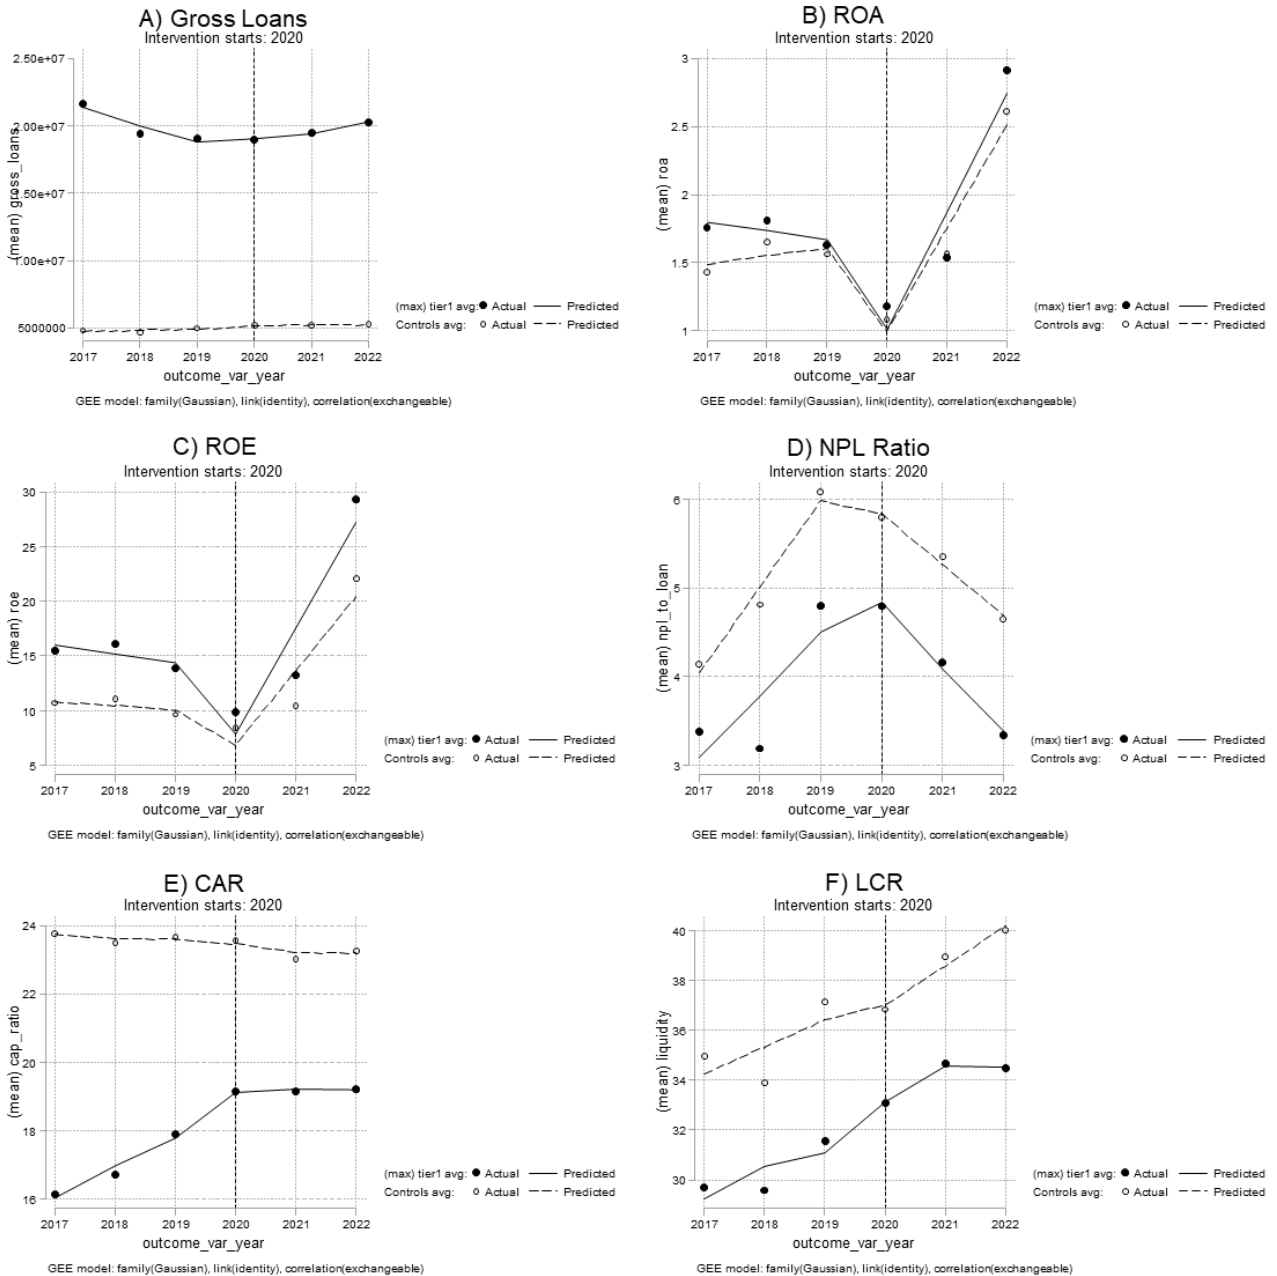 A) Gross Loans
Intervention starts: 2020
2.50e+07
2.00e+07
1.50e+07
1.00e+07
5000000
(mean) gross_loans
2017 2018 2019 2020 2021 2022
outcome_var_year
(max) tier1 avg: Actual Predicted
Controls avg: Actual Predicted
GEE model: family(Gaussian), link(identity), correlation(exchangeable)
B) ROA
Intervention starts: 2020
3
2.5
2
1.5
1
(mean) roa
2017 2018 2019 2020 2021 2022
outcome_var_year
(max) tier1 avg: Actual Predicted
Controls avg: Actual Predicted
GEE model: family(Gaussian), link(identity), correlation(exchangeable)
C) ROE
Intervention starts: 2020
30
25
20
15
10
5
(mean) roe
2017 2018 2019 2020 2021 2022
outcome_var_year
(max) tier1 avg: Actual Predicted
Controls avg: Actual Predicted
GEE model: family(Gaussian), link(identity), correlation(exchangeable)
D) NPL Ratio
Intervention starts: 2020
6
5
4
3
(mean) npl_to_loan
2017 2018 2019 2020 2021 2022
outcome_var_year
(max) tier1 avg: Actual Predicted
Controls avg: Actual Predicted
GEE model: family(Gaussian), link(identity), correlation(exchangeable)
E) CAR
Intervention starts: 2020
24
22
20
18
16
(mean) cap_ratio
2017 2018 2019 2020 2021 2022
outcome_var_year
(max) tier1 avg: Actual Predicted
Controls avg: Actual Predicted
GEE model: family(Gaussian), link(identity), correlation(exchangeable)
F) LCR
Intervention starts: 2020
40
38
36
34
32
30
(mean) liquidity
2017 2018 2019 2020 2021 2022
outcome_var_year
(max) tier1 avg: Actual Predicted
Controls avg: Actual Predicted
GEE model: family(Gaussian), link(identity), correlation(exchangeable)